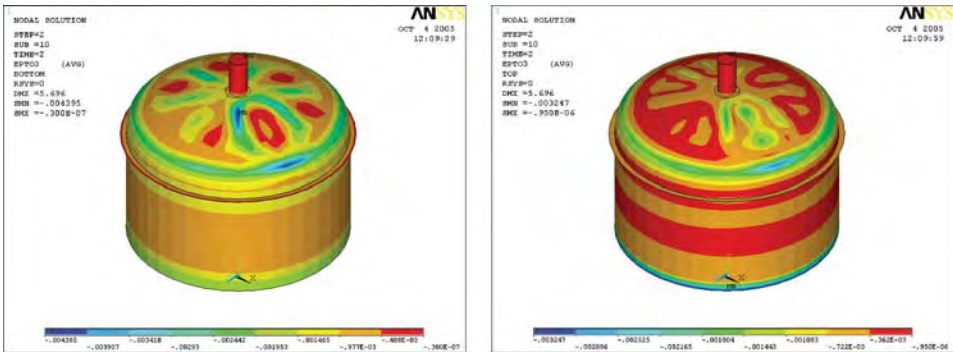 1
ANSYS
NODAL SOLUTION
OCT 4 2005
12:09:29
STEP=2
SUB =10
TIME=2
EPTO3 (AVG)
BOTTOM
RSYS=0
DMX =5.696
SMN =-.004395
SMX =-.300E-07
MN
X
-.004395 -.003418 -.002442 -.001465 -.488E-03
-.003907 -.00293 -.001953 -.977E-03 -.300E-07
1
ANSYS
NODAL SOLUTION
OCT 4 2005
12:09:59
STEP=2
SUB =10
TIME=2
EPTO3 (AVG)
TOP
RSYS=0
DMX =5.696
SMN =-.003247
SMX =-.950E-06
X
MN
-.003247 -.002525 -.001804 -.001083 -.362E-03
-.002886 -.002165 -.001443 -.722E-03 -.950E-06